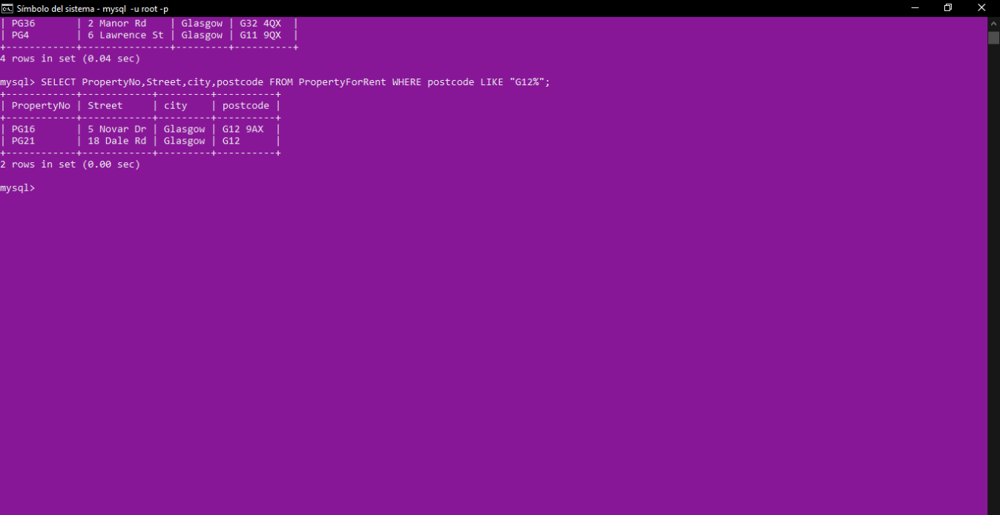 Símbolo del sistema - mysql  -u root -p
| PG36       | 2 Manor Rd    | Glasgow | G32 4QX  |
| PG4        | 6 Lawrence St | Glasgow | G11 9QX  |
+------------+---------------+---------+----------+
4 rows in set (0.04 sec)
mysql> SELECT PropertyNo,Street,city,postcode FROM PropertyForRent WHERE postcode LIKE "G12%";
+------------+------------+---------+----------+
| PropertyNo | Street     | city    | postcode |
+------------+------------+---------+----------+
| PG16       | 5 Novar Dr | Glasgow | G12 9AX  |
| PG21       | 18 Dale Rd | Glasgow | G12      |
+------------+------------+---------+----------+
2 rows in set (0.00 sec)
mysql>